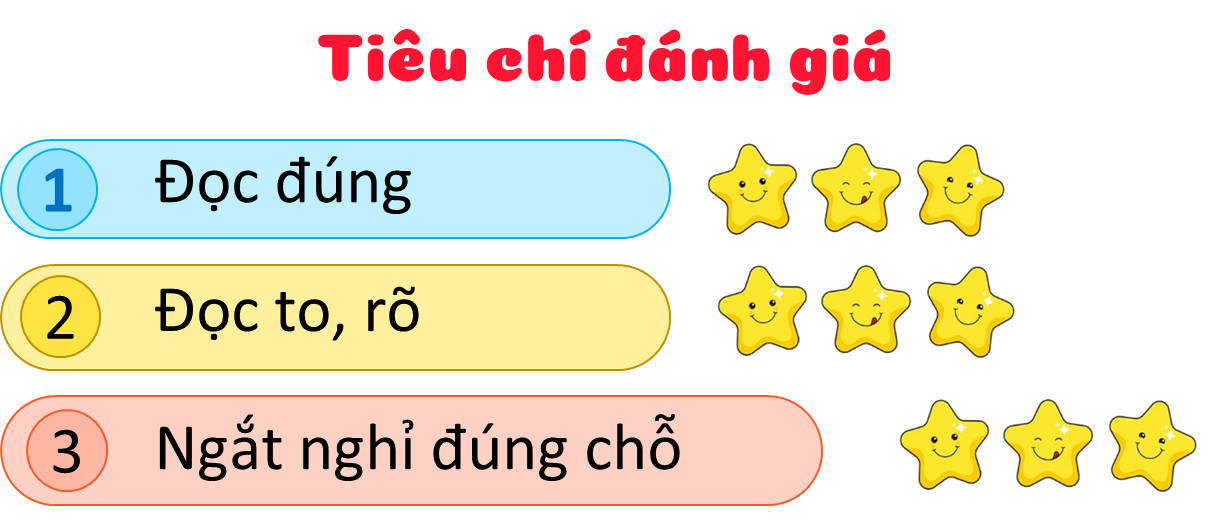 Tiêu chí đánh giá
1 Đọc đúng
2 Đọc to, rõ
3 Ngắt nghỉ đúng chỗ